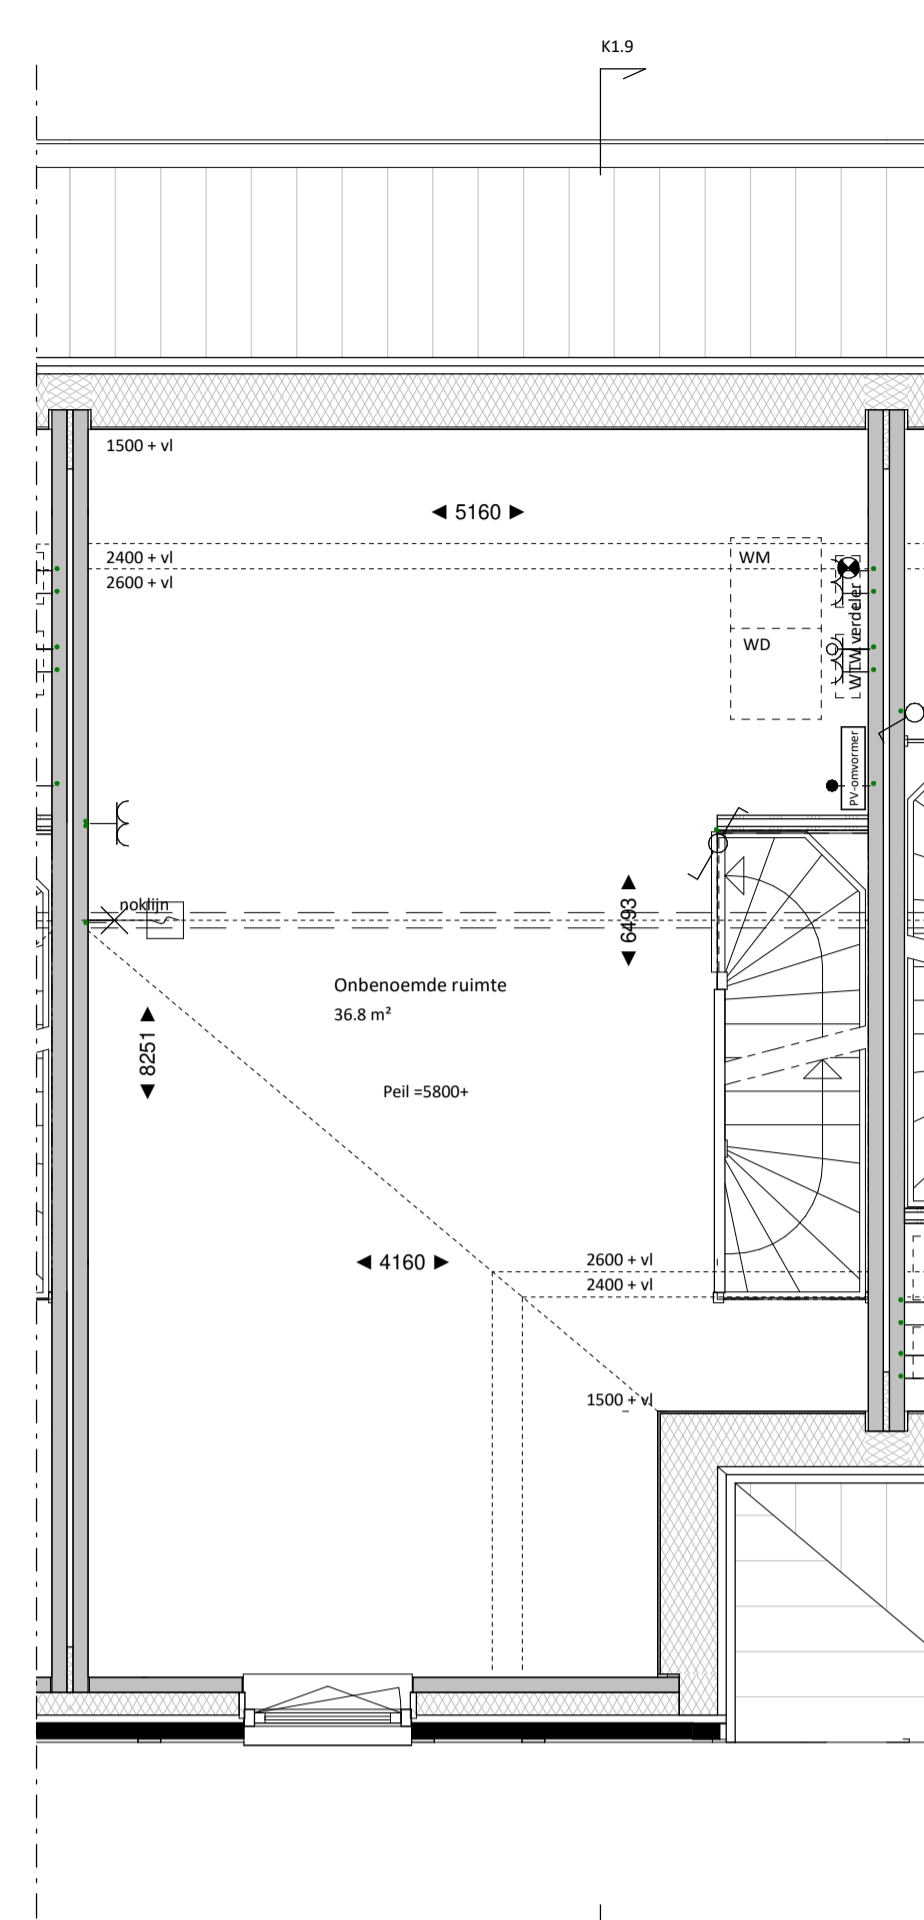 K1.9
1500 + vl
5160
2400 + vl
2600 + vl
WM
WD
WTW verdeler
PV-omvormer
noklijn
6493
Onbenoemde ruimte
36.8 m²
8251
Peil =5800+
4160
2600 + vl
2400 + vl
1500 + vl